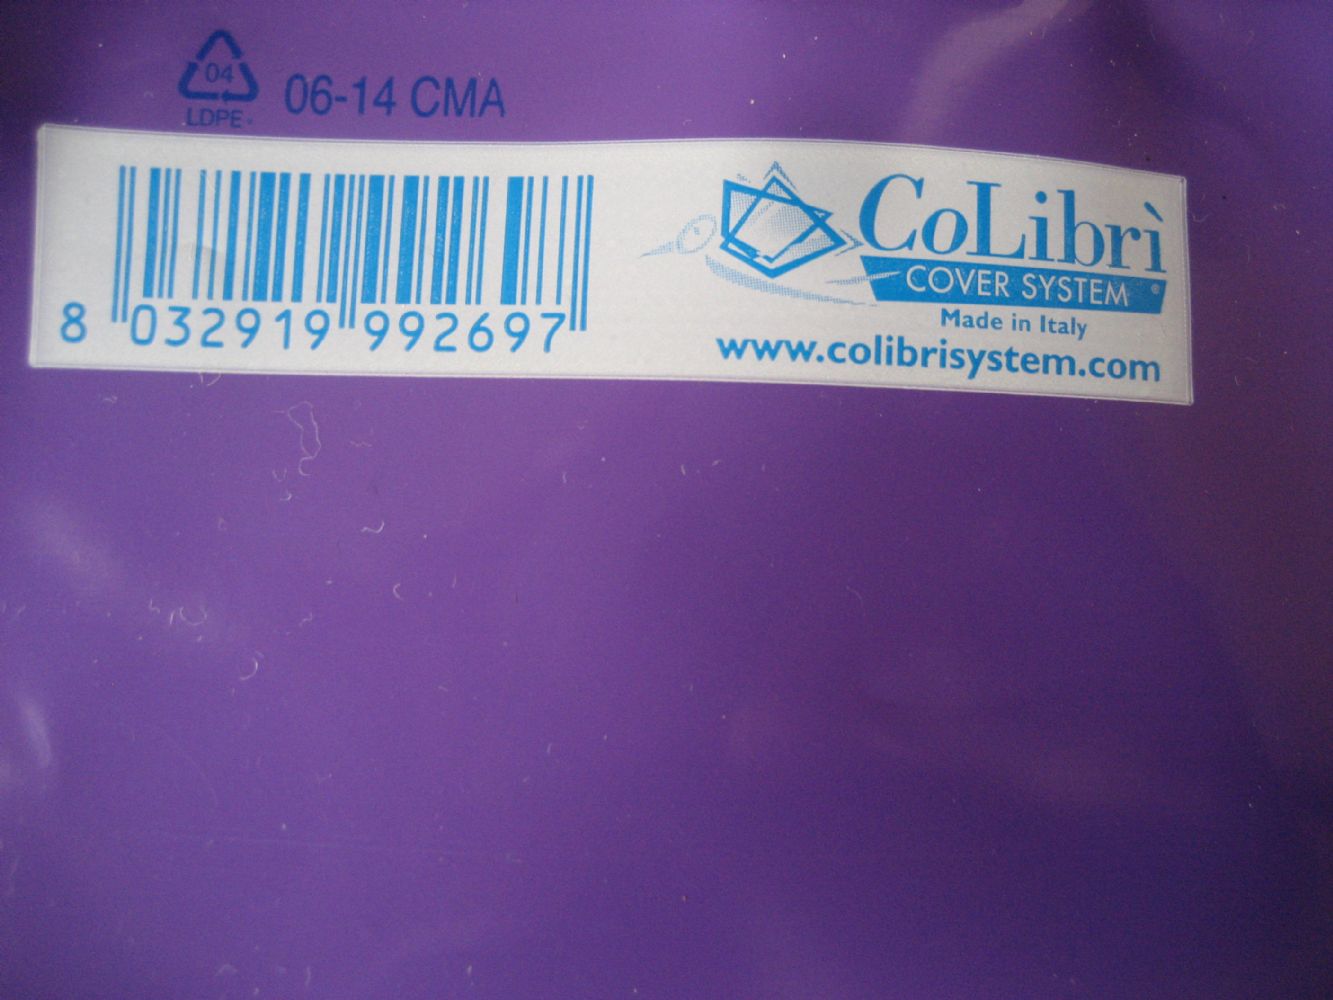 04
LDPE
06-14 CMA
8 032919 992697
CoLibrì
COVER SYSTEM ®
Made in Italy
www.colibrisystem.com